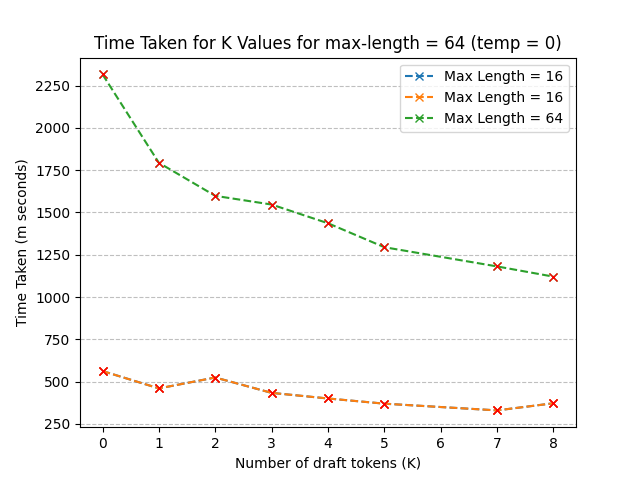 Time Taken for K Values for max-length = 64 (temp = 0)
Max Length = 16
Max Length = 16
Max Length = 64
Time Taken (m seconds)
2250
2000
1750
1500
1250
1000
750
500
250
0 1 2 3 4 5 6 7 8
Number of draft tokens (K)